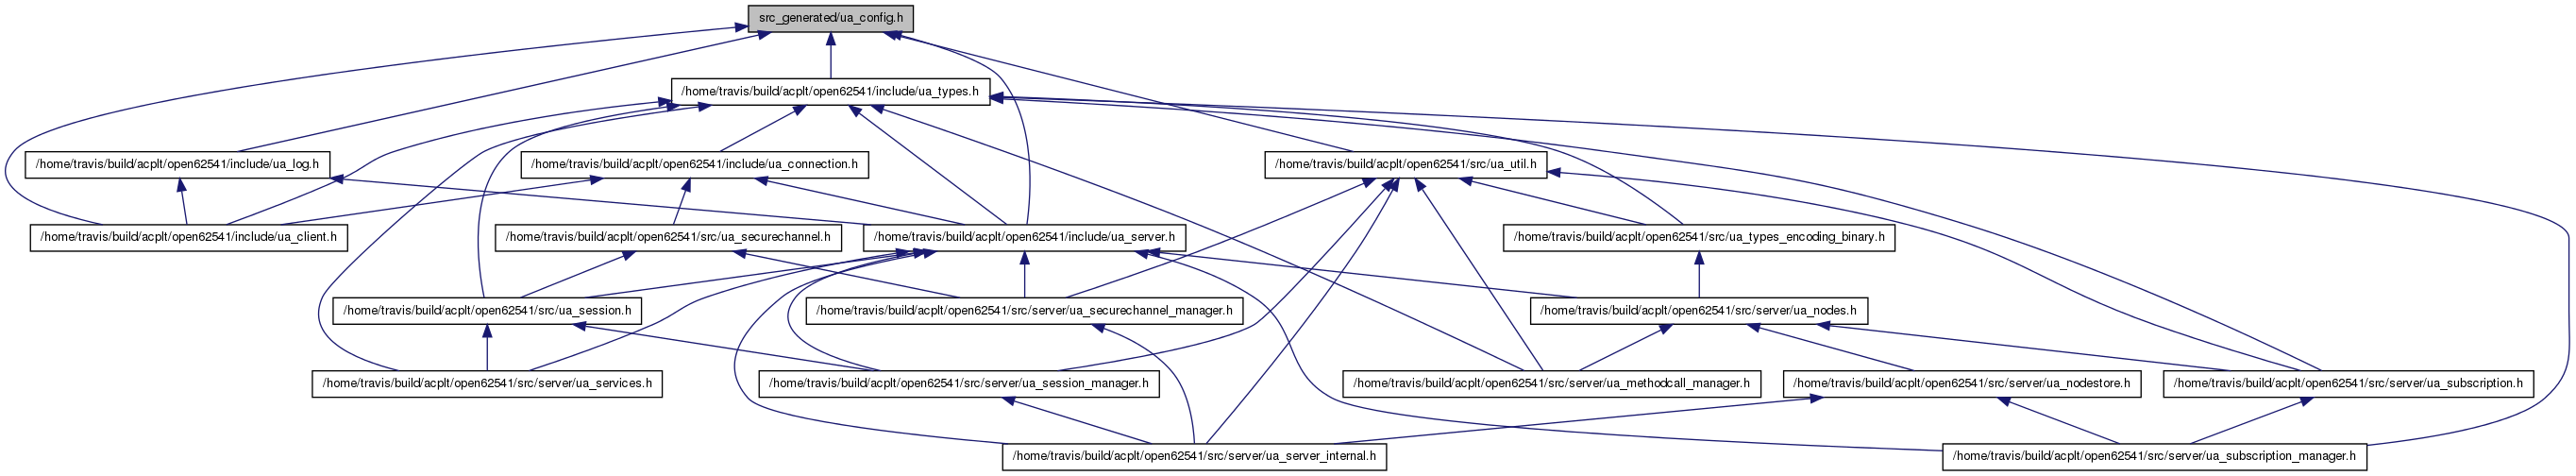 src_generated/ua_config.h
/home/travis/build/acplt/open62541/include/ua_types.h
/home/travis/build/acplt/open62541/include/ua_log.h
/home/travis/build/acplt/open62541/include/ua_connection.h
/home/travis/build/acplt/open62541/src/ua_util.h
/home/travis/build/acplt/open62541/include/ua_client.h
/home/travis/build/acplt/open62541/src/ua_securechannel.h
/home/travis/build/acplt/open62541/include/ua_server.h
/home/travis/build/acplt/open62541/src/ua_types_encoding_binary.h
/home/travis/build/acplt/open62541/src/ua_session.h
/home/travis/build/acplt/open62541/src/server/ua_securechannel_manager.h
/home/travis/build/acplt/open62541/src/server/ua_nodes.h
/home/travis/build/acplt/open62541/src/server/ua_services.h
/home/travis/build/acplt/open62541/src/server/ua_session_manager.h
/home/travis/build/acplt/open62541/src/server/ua_methodcall_manager.h
/home/travis/build/acplt/open62541/src/server/ua_nodestore.h
/home/travis/build/acplt/open62541/src/server/ua_subscription.h
/home/travis/build/acplt/open62541/src/server/ua_server_internal.h
/home/travis/build/acplt/open62541/src/server/ua_subscription_manager.h